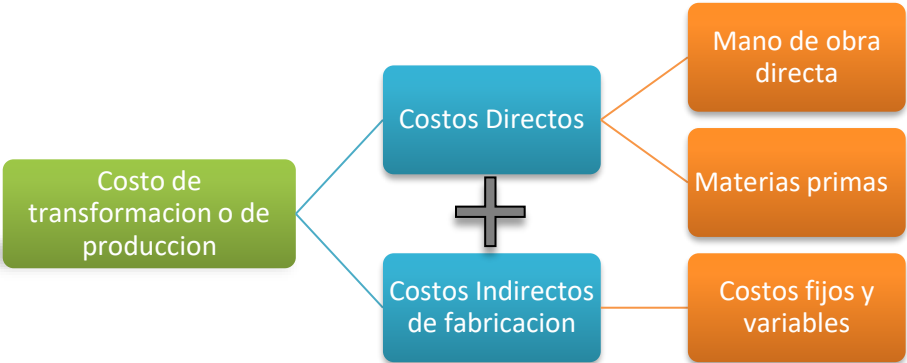 Costo de
transformacion o de
produccion
Costos Directos
Costos Indirectos
de fabricacion
Mano de obra
directa
Materias primas
Costos fijos y
variables